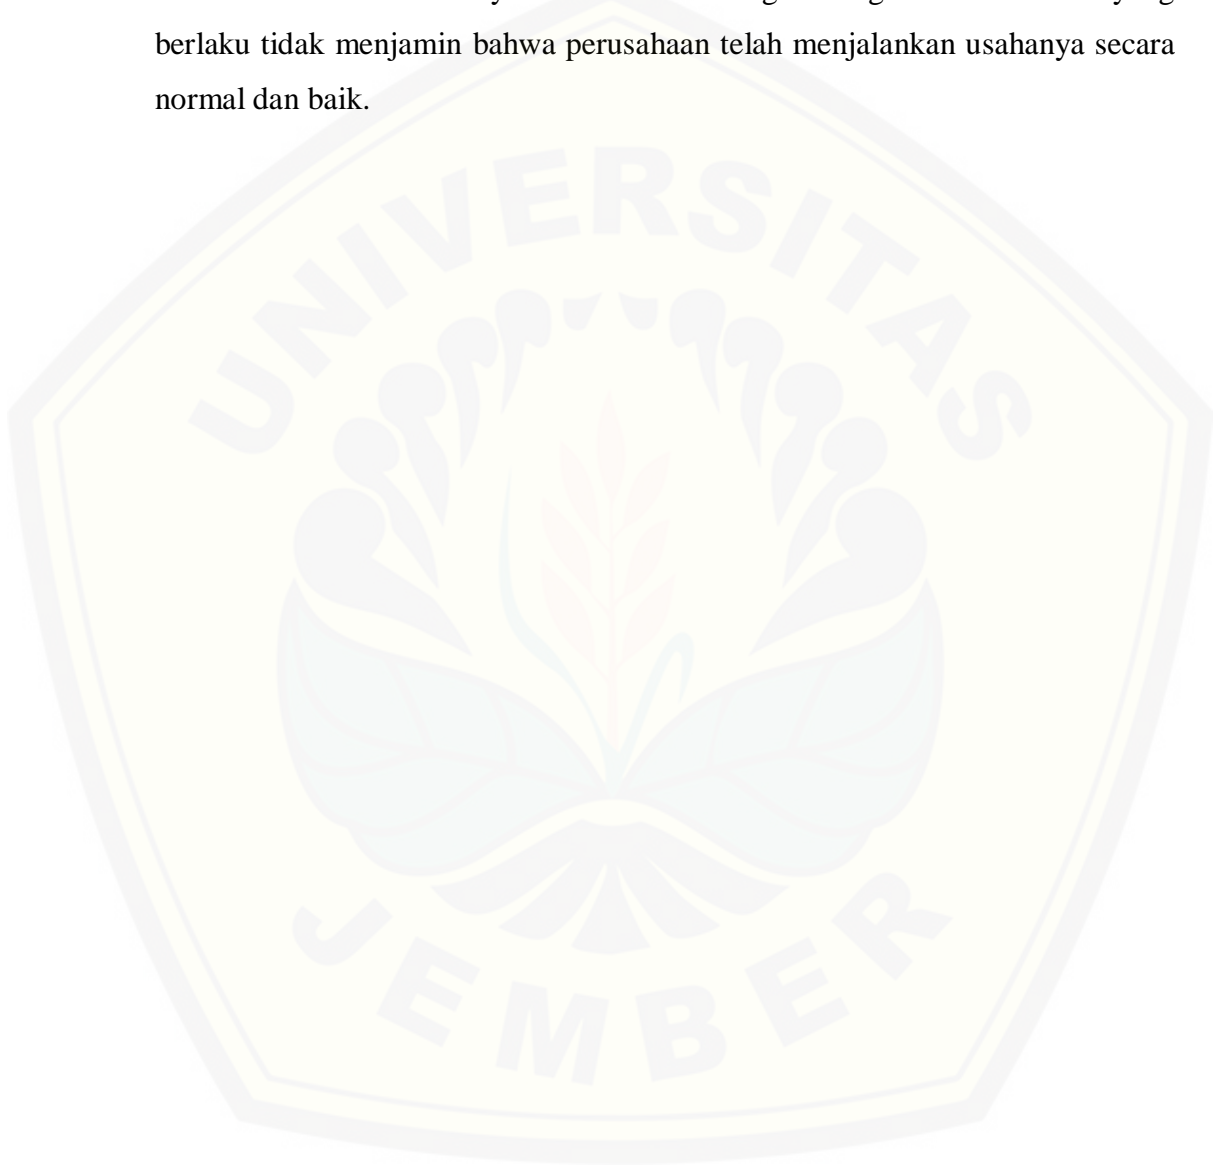 berlaku tidak menjamin bahwa perusahaan telah menjalankan usahanya secara
normal dan baik.
UNIVERSITAS
JEMBER